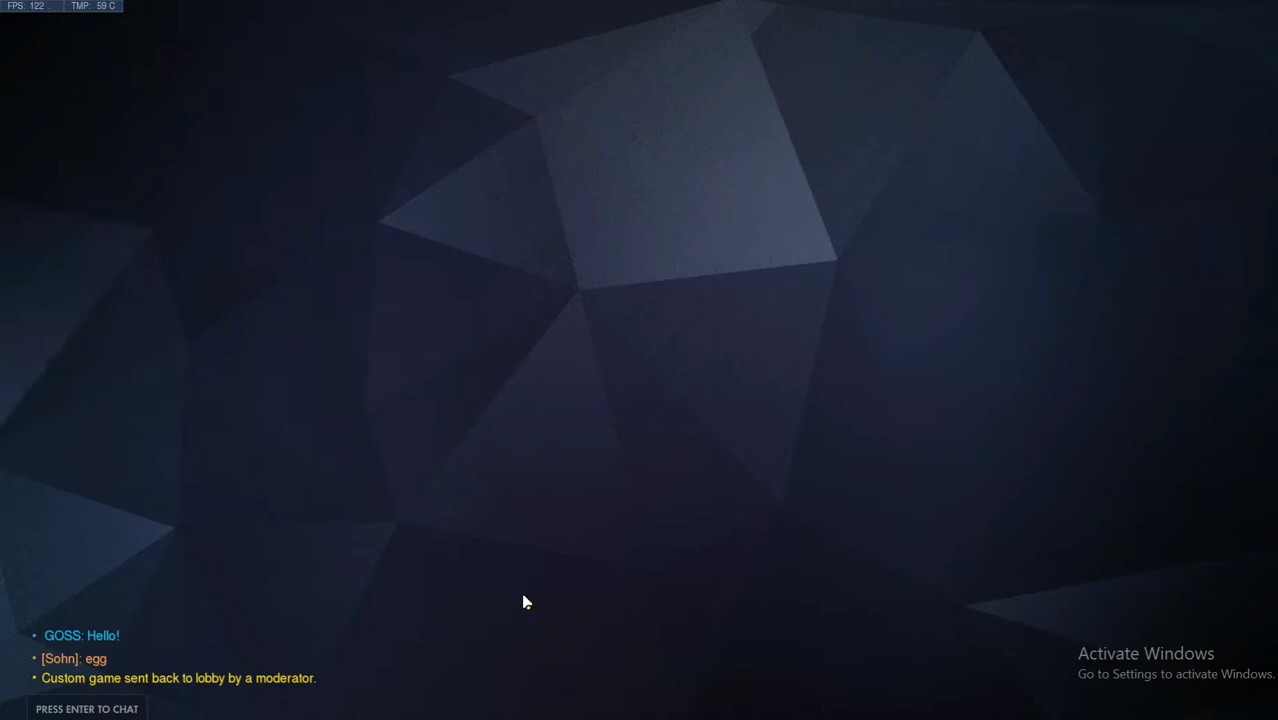 FPS: 122 TMP: 59 C
GOSS: Hello!
[Sohn]: egg
Custom game sent back to lobby by a moderator.
PRESS ENTER TO CHAT
Activate Windows
Go to Settings to activate Windows.